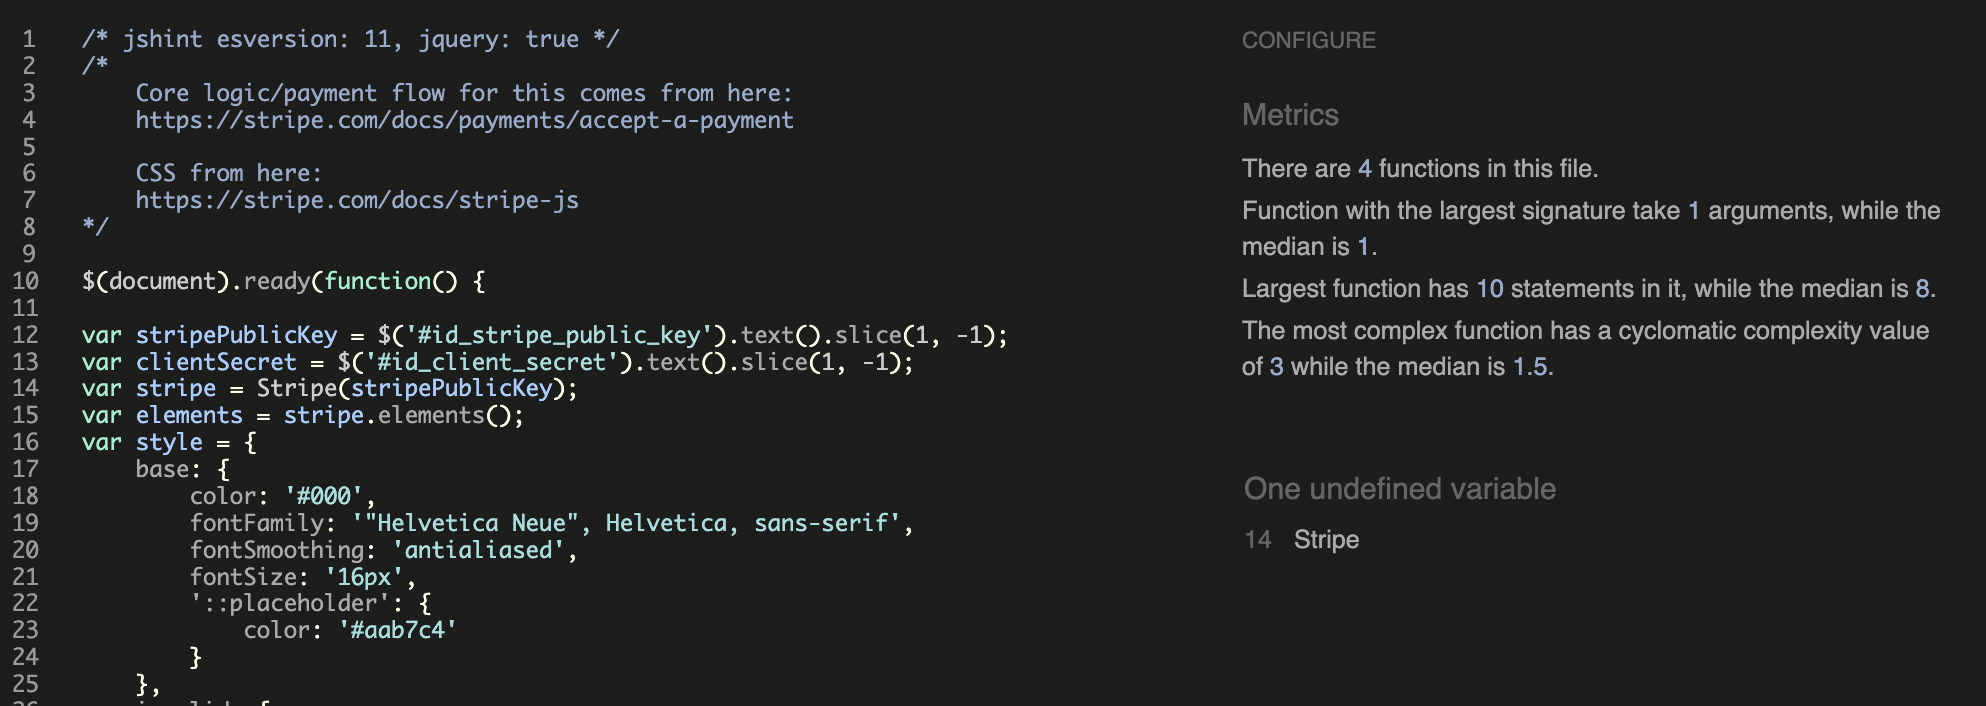 1 /* jshint esversion: 11, jquery: true */
2 /*
3     Core logic/payment flow for this comes from here:
4     https://stripe.com/docs/payments/accept-a-payment
5
6     CSS from here:
7     https://stripe.com/docs/stripe-js
8 */
9
10 $(document).ready(function() {
11
12 var stripePublicKey = $('#id_stripe_public_key').text().slice(1, -1);
13 var clientSecret = $('#id_client_secret').text().slice(1, -1);
14 var stripe = Stripe(stripePublicKey);
15 var elements = stripe.elements();
16 var style = {
17     base: {
18         color: '#000',
19         fontFamily: '"Helvetica Neue", Helvetica, sans-serif',
20         fontSmoothing: 'antialiased',
21         fontSize: '16px',
22         '::placeholder': {
23             color: '#aab7c4'
24         }
25     },
CONFIGURE
Metrics
There are 4 functions in this file.
Function with the largest signature take 1 arguments, while the
median is 1.
Largest function has 10 statements in it, while the median is 8.
The most complex function has a cyclomatic complexity value
of 3 while the median is 1.5.
One undefined variable
14 Stripe